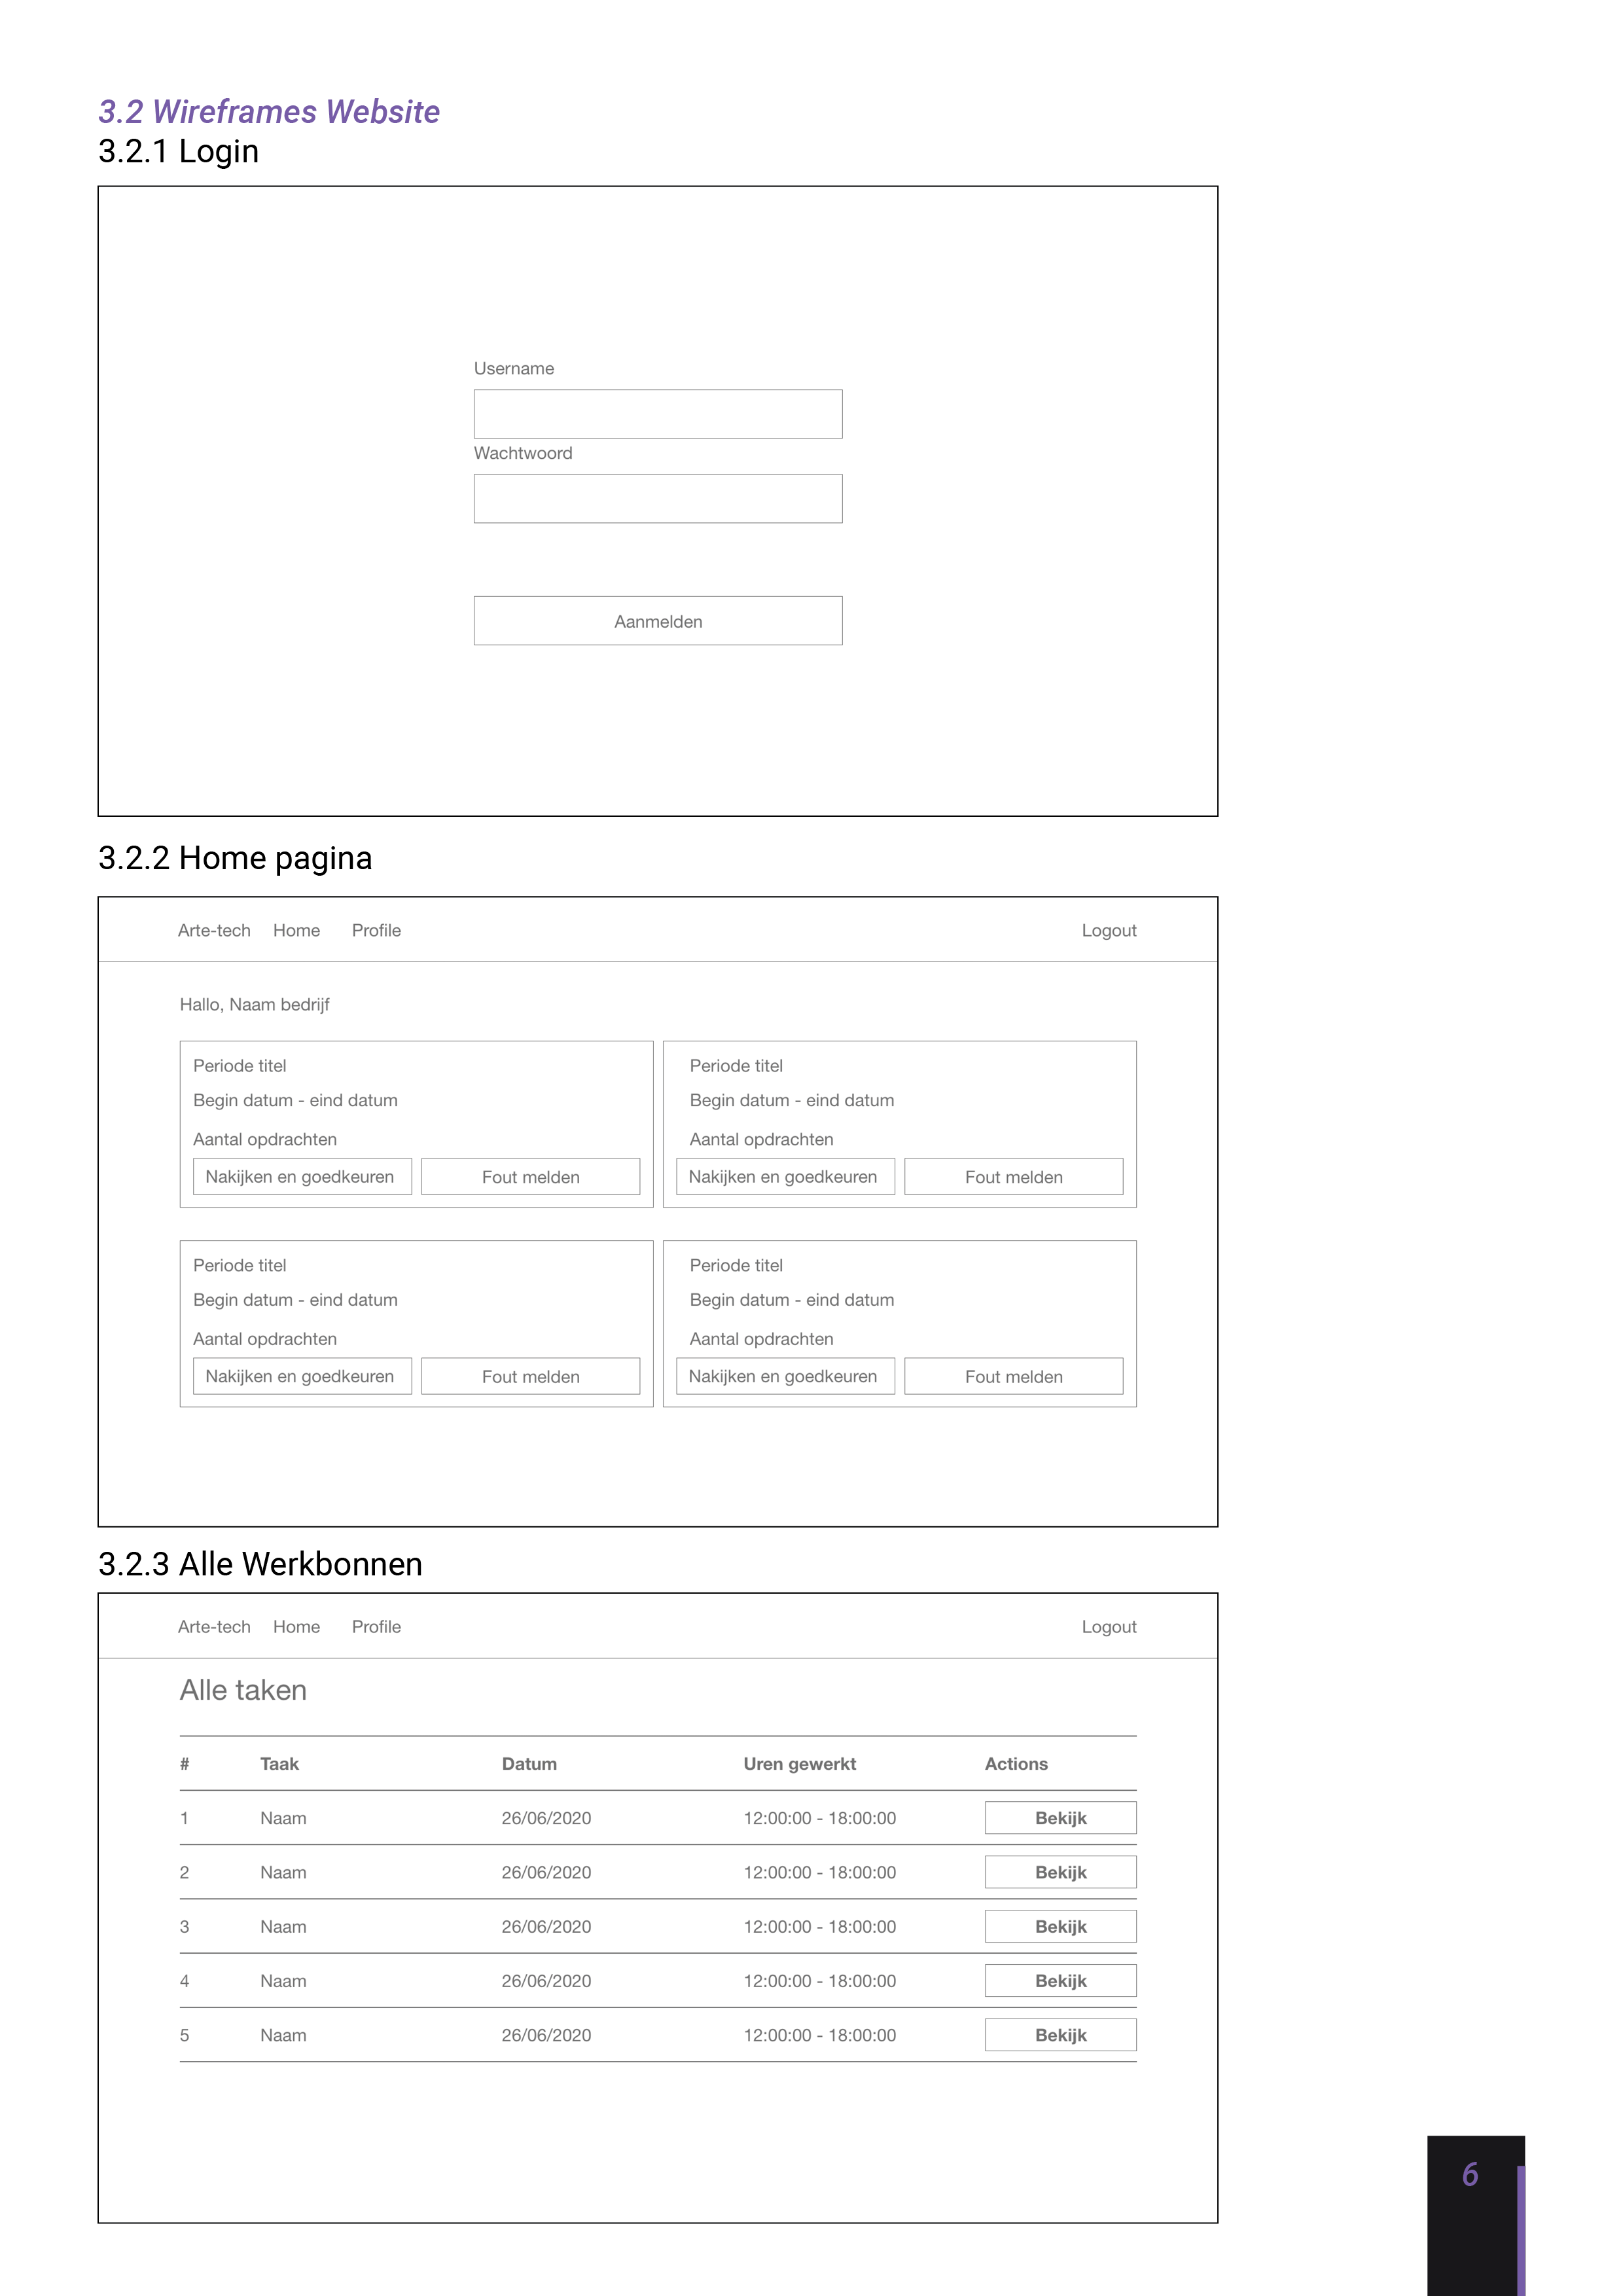 3.2 Wireframes Website
3.2.1 Login
Username
Wachtwoord
Aanmelden
3.2.2 Home pagina
Arte-tech Home Profile Logout
Hallo, Naam bedrijf
Periode titel Periode titel
Begin datum - eind datum Begin datum - eind datum
Aantal opdrachten Aantal opdrachten
Nakijken en goedkeuren Fout melden Nakijken en goedkeuren Fout melden
Periode titel Periode titel
Begin datum - eind datum Begin datum - eind datum
Aantal opdrachten Aantal opdrachten
Nakijken en goedkeuren Fout melden Nakijken en goedkeuren Fout melden
3.2.3 Alle Werkbonnen
Arte-tech Home Profile Logout
Alle taken
# Taak Datum Uren gewerkt Actions
1 Naam 26/06/2020 12:00:00 - 18:00:00 Bekijk
2 Naam 26/06/2020 12:00:00 - 18:00:00 Bekijk
3 Naam 26/06/2020 12:00:00 - 18:00:00 Bekijk
4 Naam 26/06/2020 12:00:00 - 18:00:00 Bekijk
5 Naam 26/06/2020 12:00:00 - 18:00:00 Bekijk
6